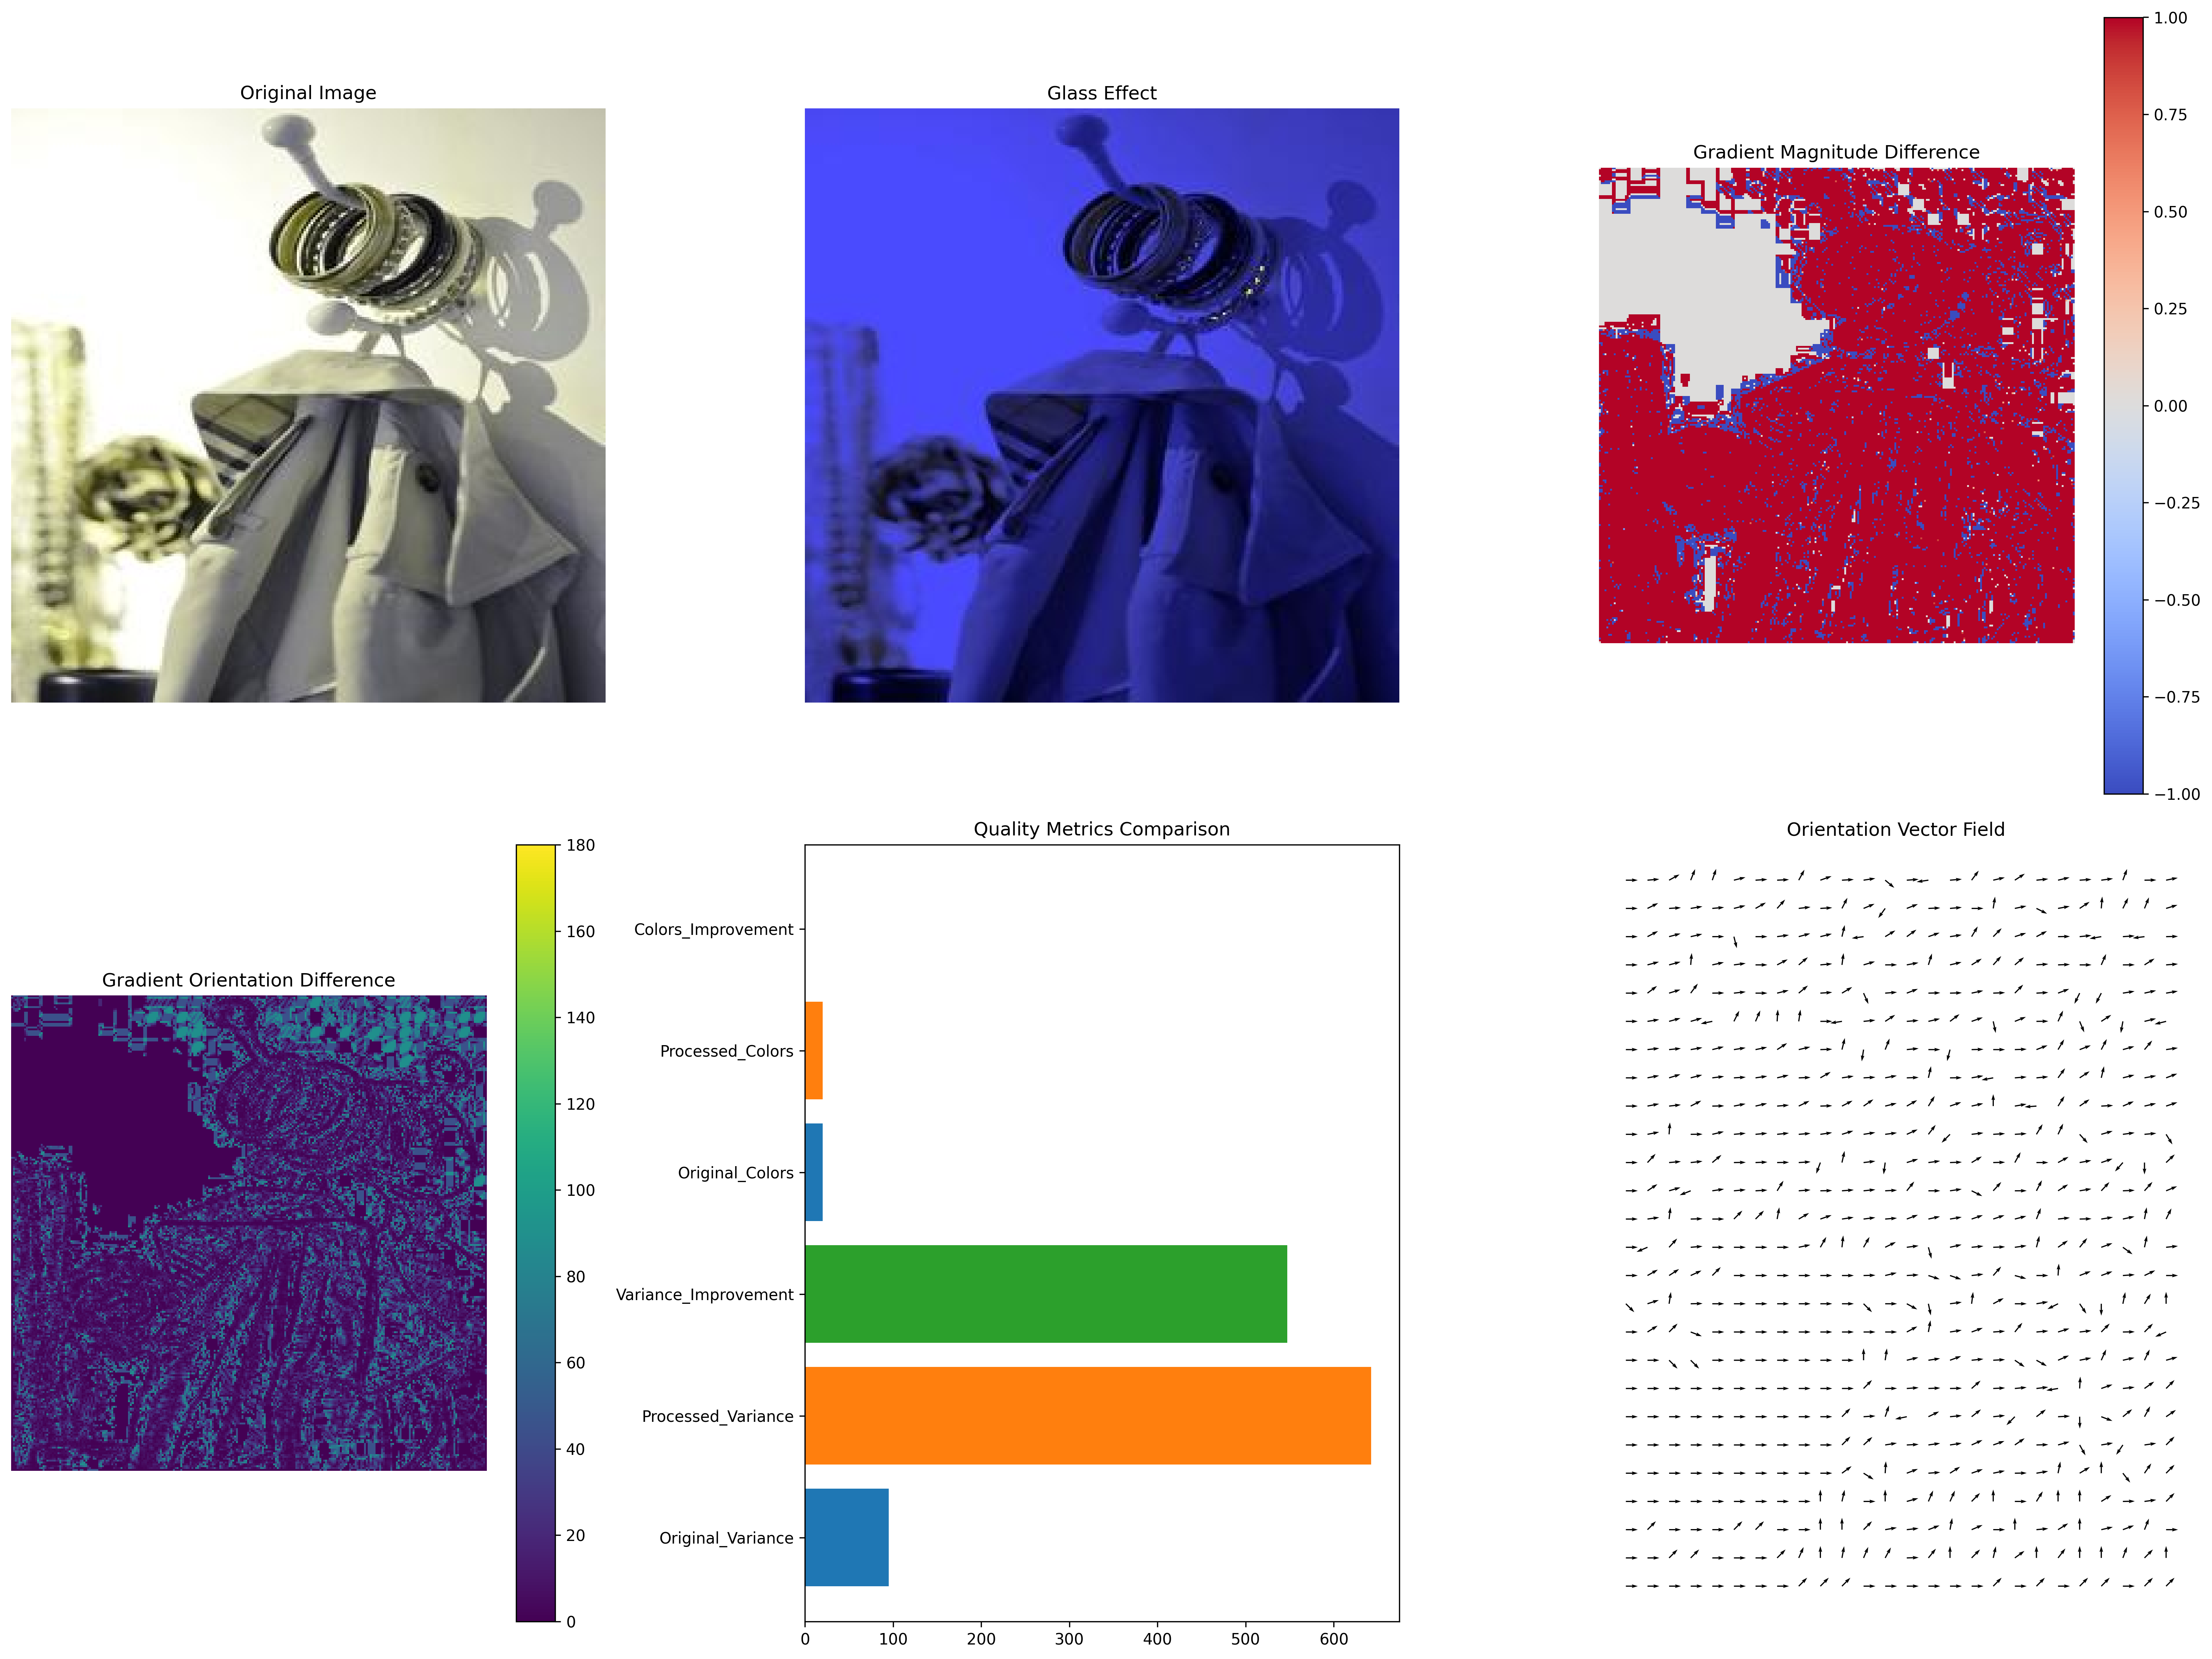 Original Image
Glass Effect
Gradient Magnitude Difference
1.00
0.75
0.50
0.25
0.00
−0.25
−0.50
−0.75
−1.00
Gradient Orientation Difference
180
160
140
120
100
80
60
40
20
0
Quality Metrics Comparison
Colors_Improvement
Processed_Colors
Original_Colors
Variance_Improvement
Processed_Variance
Original_Variance
0 100 200 300 400 500 600
Orientation Vector Field